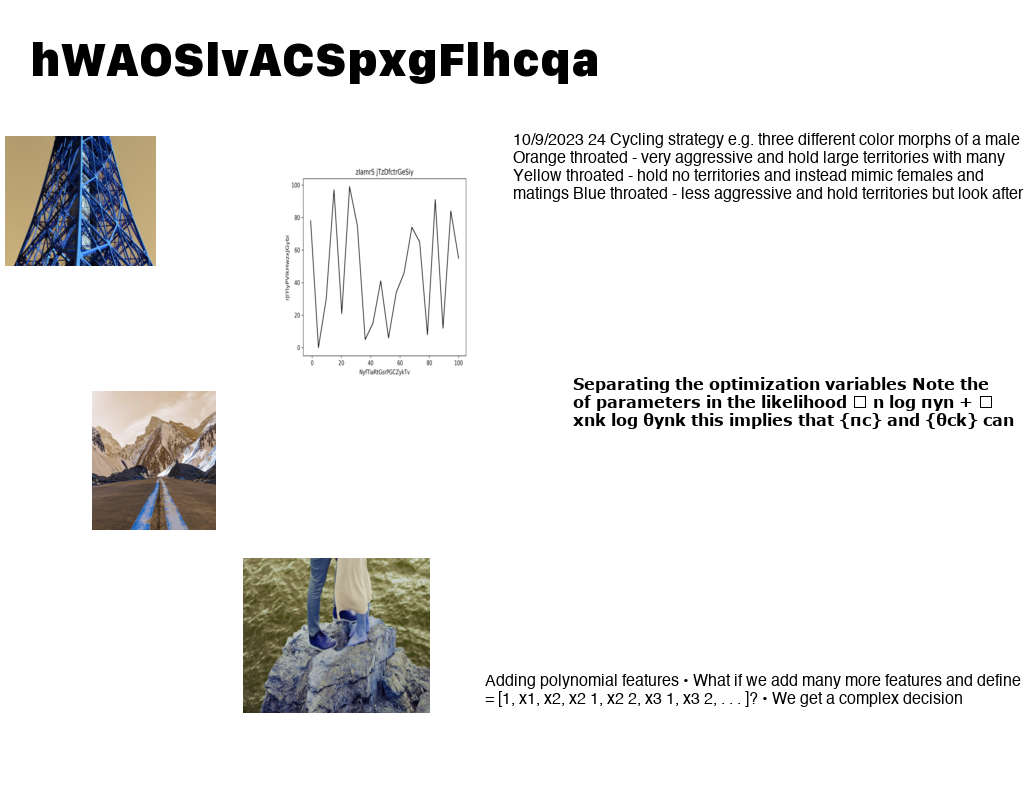 hWAOSlvACSpxgFlhcqa
10/9/2023 24 Cycling strategy e.g. three different color morphs of a male
Orange throated - very aggressive and hold large territories with many
Yellow throated - hold no territories and instead mimic females and
matings Blue throated - less aggressive and hold territories but look after
100
80
60
40
20
0
0 20 40 60 80 100
Separating the optimization variables Note the
of parameters in the likelihood □ n log πyn + □
xnk log θynk this implies that {πc} and {θck} can
Adding polynomial features • What if we add many more features and define
= [1, x1, x2, x2 1, x2 2, x3 1, x3 2, . . . ]? • We get a complex decision